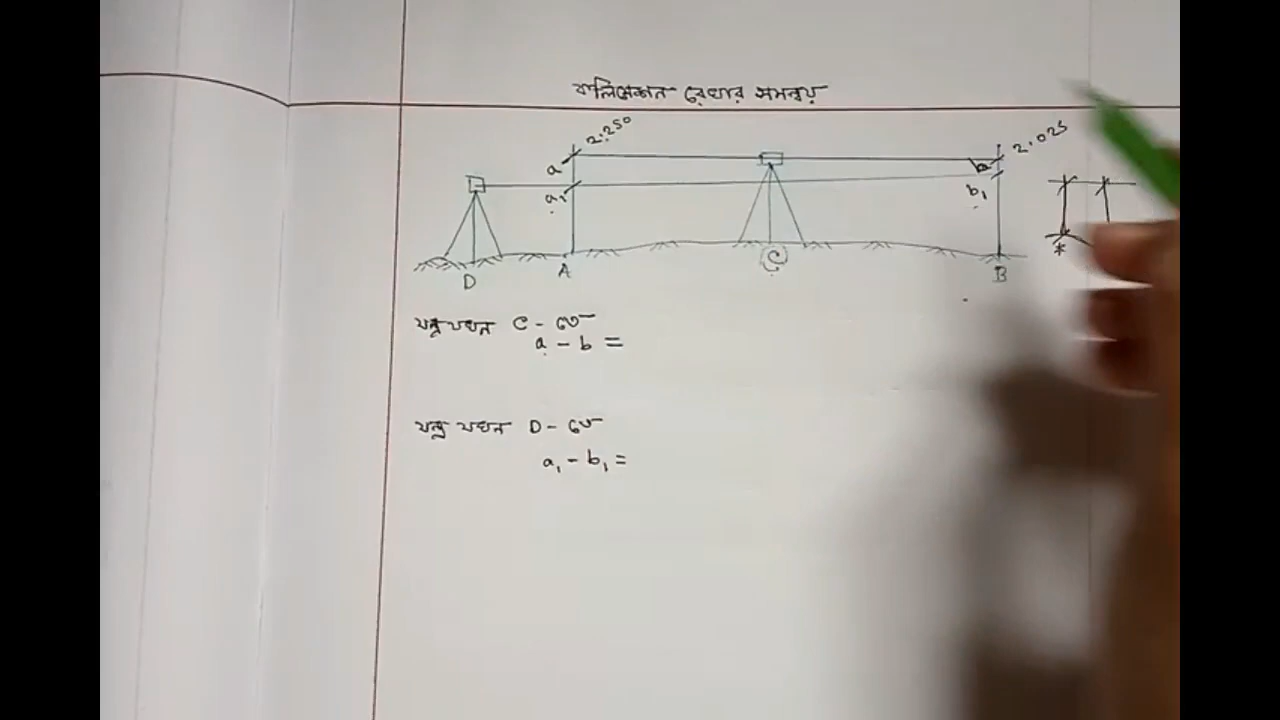 কলিমেশন রেখার সমন্বয়
2.250
2.025
a
b
a₁
b₁
D
A
C
B
*
যন্ত্র যখন C - তে
a - b =
যন্ত্র যখন D - তে
a₁ - b₁ =